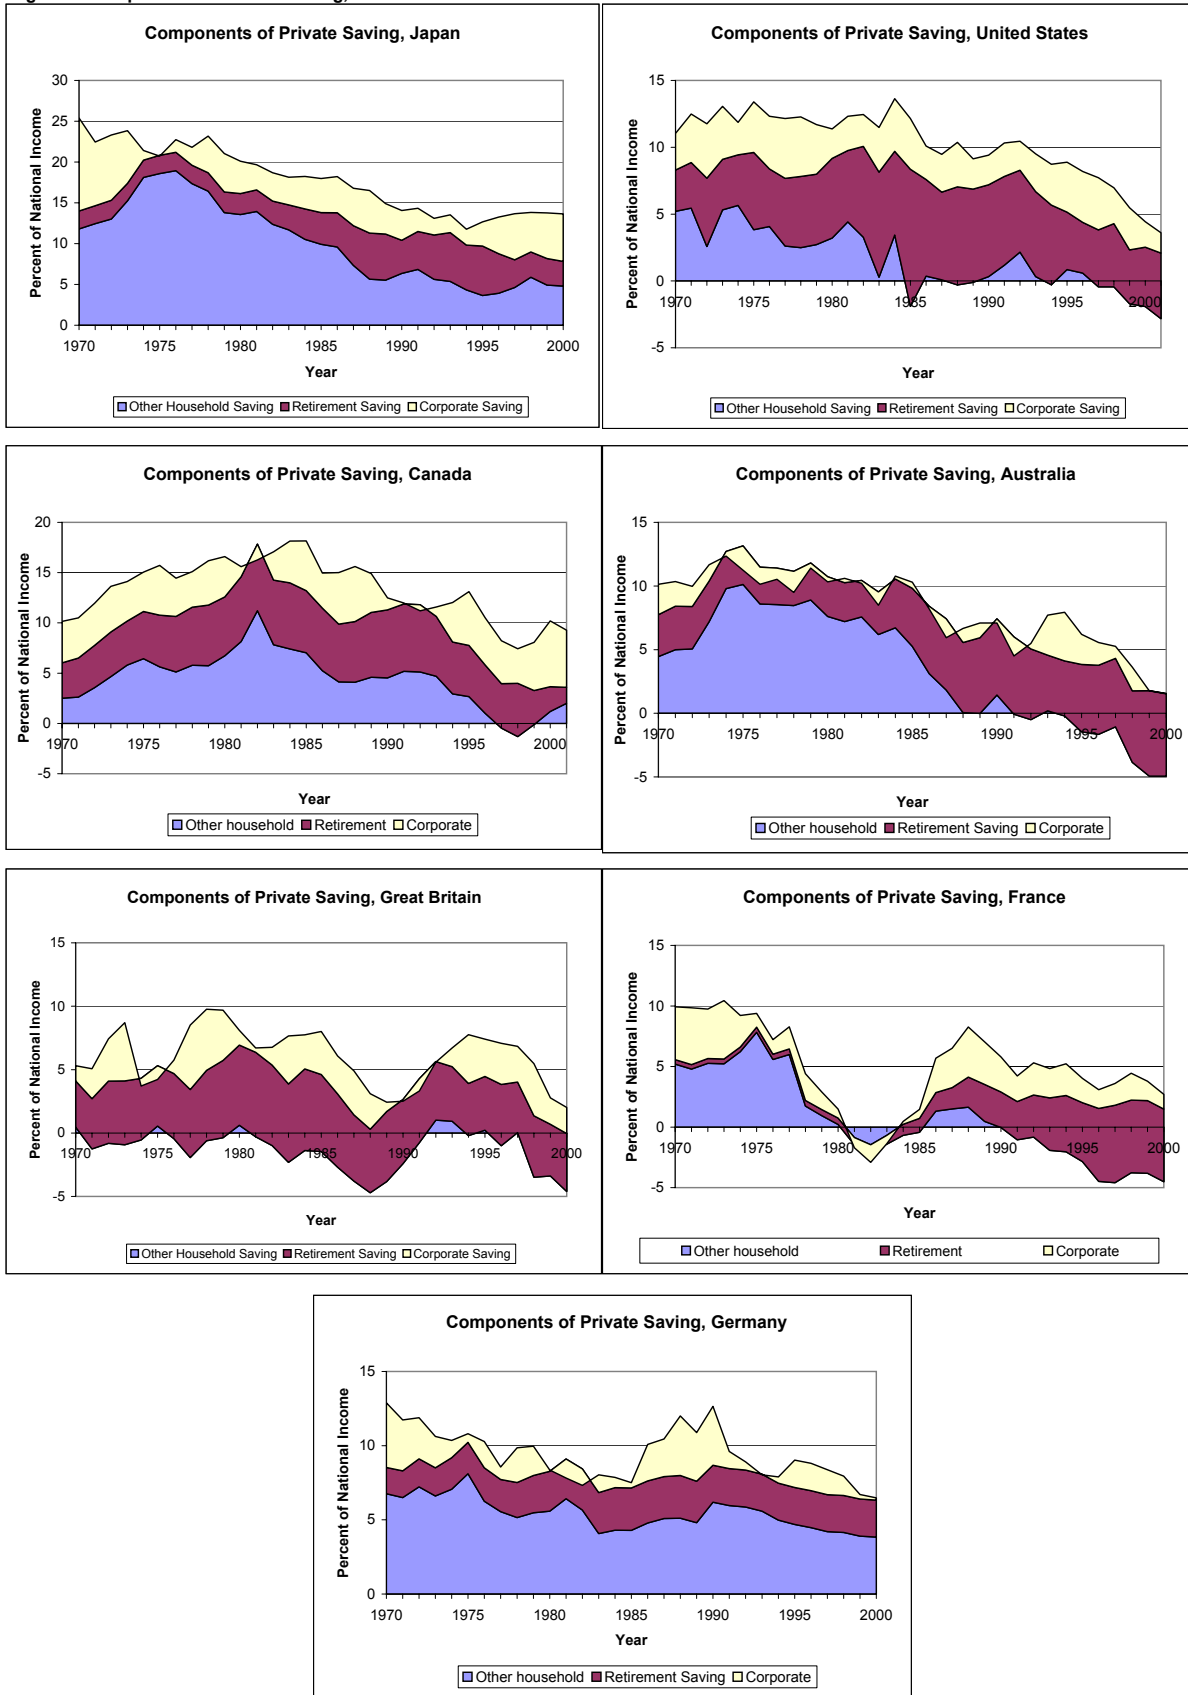 Components of Private Saving, Japan
Percent of National Income
30
25
20
15
10
5
0
1970 1975 1980 1985 1990 1995 2000
Year
Other Household Saving Retirement Saving Corporate Saving
Components of Private Saving, United States
Percent of National Income
15
10
5
0
-5
1970 1975 1980 1985 1990 1995 2000
Year
Other Household Saving Retirement Saving Corporate Saving
Components of Private Saving, Canada
Percent of National Income
20
15
10
5
0
-5
1970 1975 1980 1985 1990 1995 2000
Year
Other household Retirement Corporate
Components of Private Saving, Australia
Percent of National Income
15
10
5
0
-5
1970 1975 1980 1985 1990 1995 2000
Year
Other household Retirement Saving Corporate
Components of Private Saving, Great Britain
Percent of National Income
15
10
5
0
-5
1970 1975 1980 1985 1990 1995 2000
Year
Other Household Saving Retirement Saving Corporate Saving
Components of Private Saving, France
Percent of National Income
15
10
5
0
-5
1970 1975 1980 1985 1990 1995 2000
Year
Other household Retirement Corporate
Components of Private Saving, Germany
Percent of National Income
15
10
5
0
1970 1975 1980 1985 1990 1995 2000
Year
Other household Retirement Saving Corporate